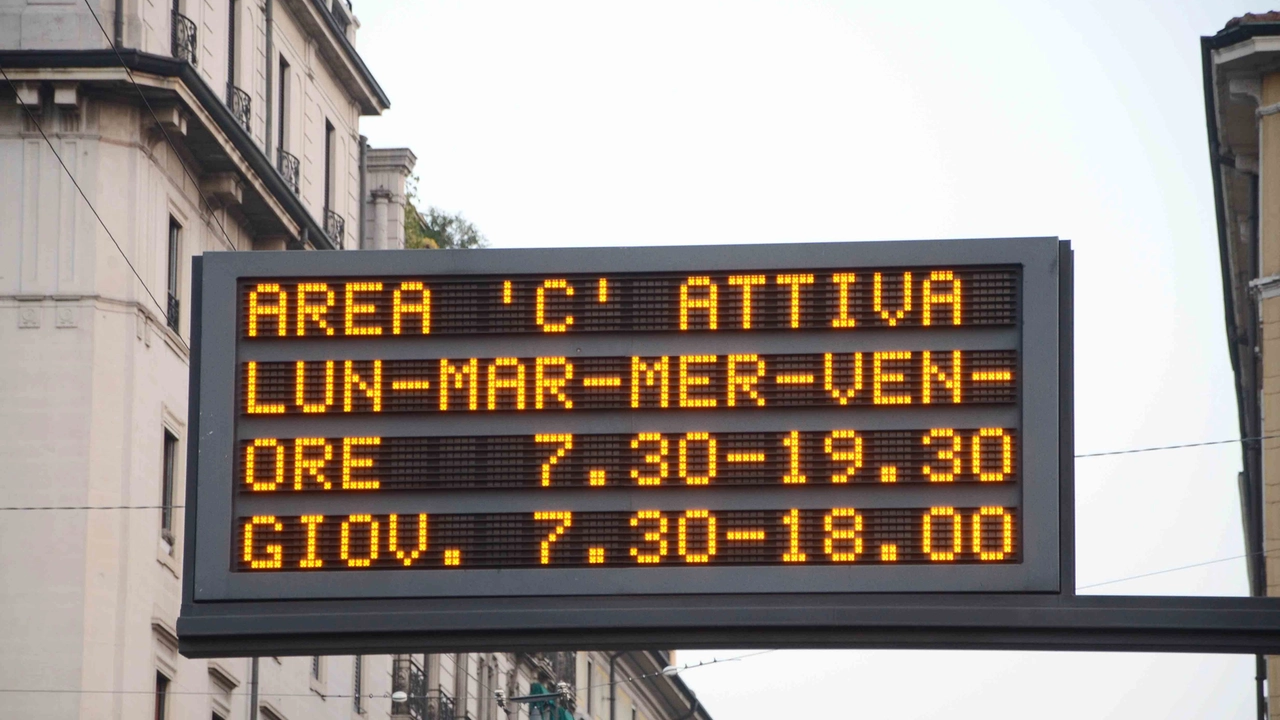 AREA 'C' ATTIVA
LUN-MAR-MER-VEN-
ORE 7.30-19.30
GIOV. 7.30-18.00